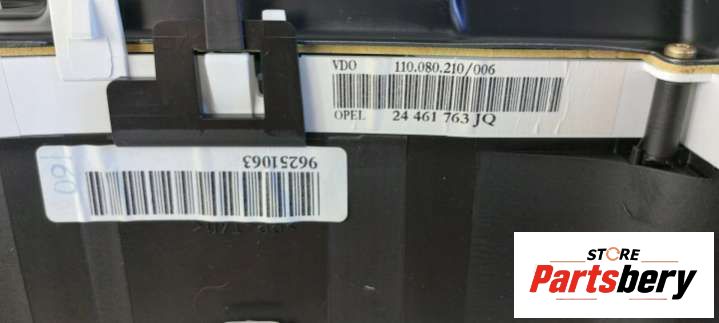 VDO 110.080.210/006
OPEL 24 461 763 JQ
96251063
STORE
Partsbery